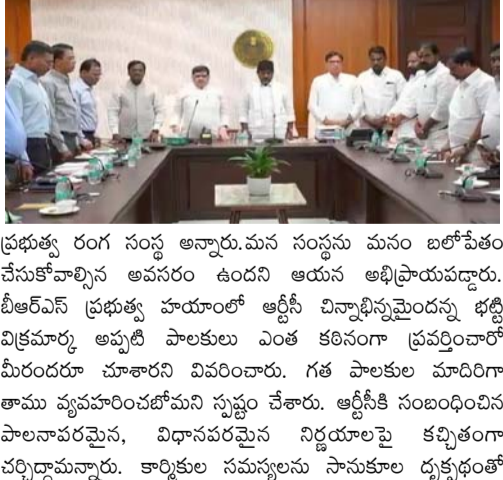 ప్రభుత్వ రంగ సంస్థ అన్నారు.మన సంస్థను మనం బలోపేతం
చేసుకోవాల్సిన అవసరం ఉందని ఆయన అభిప్రాయపడ్డారు.
బీఆర్ఎస్ ప్రభుత్వ హయాంలో ఆర్టీసీ చిన్నాభిన్నమైందన్న భట్టి
విక్రమార్క అప్పటి పాలకులు ఎంత కఠినంగా ప్రవర్తించారో
మీరందరూ చూశారని వివరించారు. గత పాలకుల మాదిరిగా
తాము వ్యవహరించబోమని స్పష్టం చేశారు. ఆర్టీసీకి సంబంధించిన
పాలనాపరమైన, విధానపరమైన నిర్ణయాలపై కచ్చితంగా
చర్చిద్దామన్నారు. కార్మికుల సమస్యలను సానుకూల దృక్పథంతో